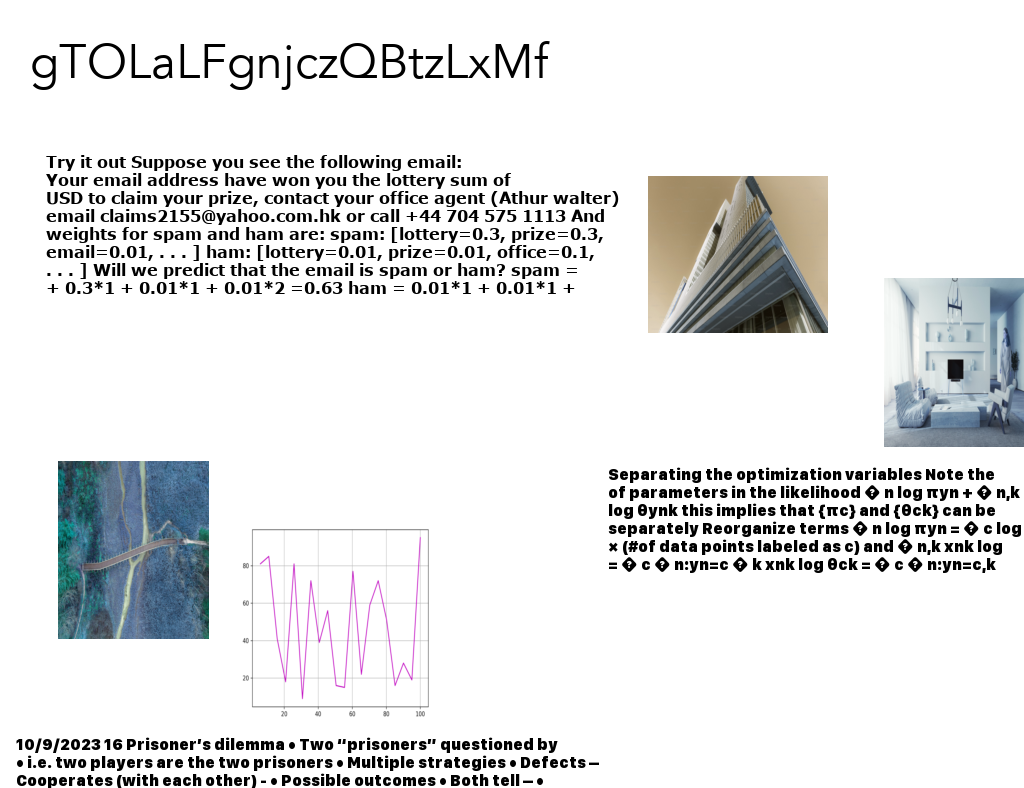 gTOLaLFgnjczQBtzLxMf
Try it out Suppose you see the following email:
Your email address have won you the lottery sum of
USD to claim your prize, contact your office agent (Athur walter)
email claims2155@yahoo.com.hk or call +44 704 575 1113 And
weights for spam and ham are: spam: [lottery=0.3, prize=0.3,
email=0.01, . . . ] ham: [lottery=0.01, prize=0.01, office=0.1,
. . . ] Will we predict that the email is spam or ham? spam =
+ 0.3*1 + 0.01*1 + 0.01*2 =0.63 ham = 0.01*1 + 0.01*1 +
Separating the optimization variables Note the
of parameters in the likelihood � n log πyn + � n,k
log θynk this implies that {πc} and {θck} can be
separately Reorganize terms � n log πyn = � c log
× (#of data points labeled as c) and � n,k xnk log
= � c � n:yn=c � k xnk log θck = � c � n:yn=c,k
80
60
40
20
20 40 60 80 100
10/9/2023 16 Prisoner’s dilemma • Two “prisoners” questioned by
• i.e. two players are the two prisoners • Multiple strategies • Defects –
Cooperates (with each other) - • Possible outcomes • Both tell – •